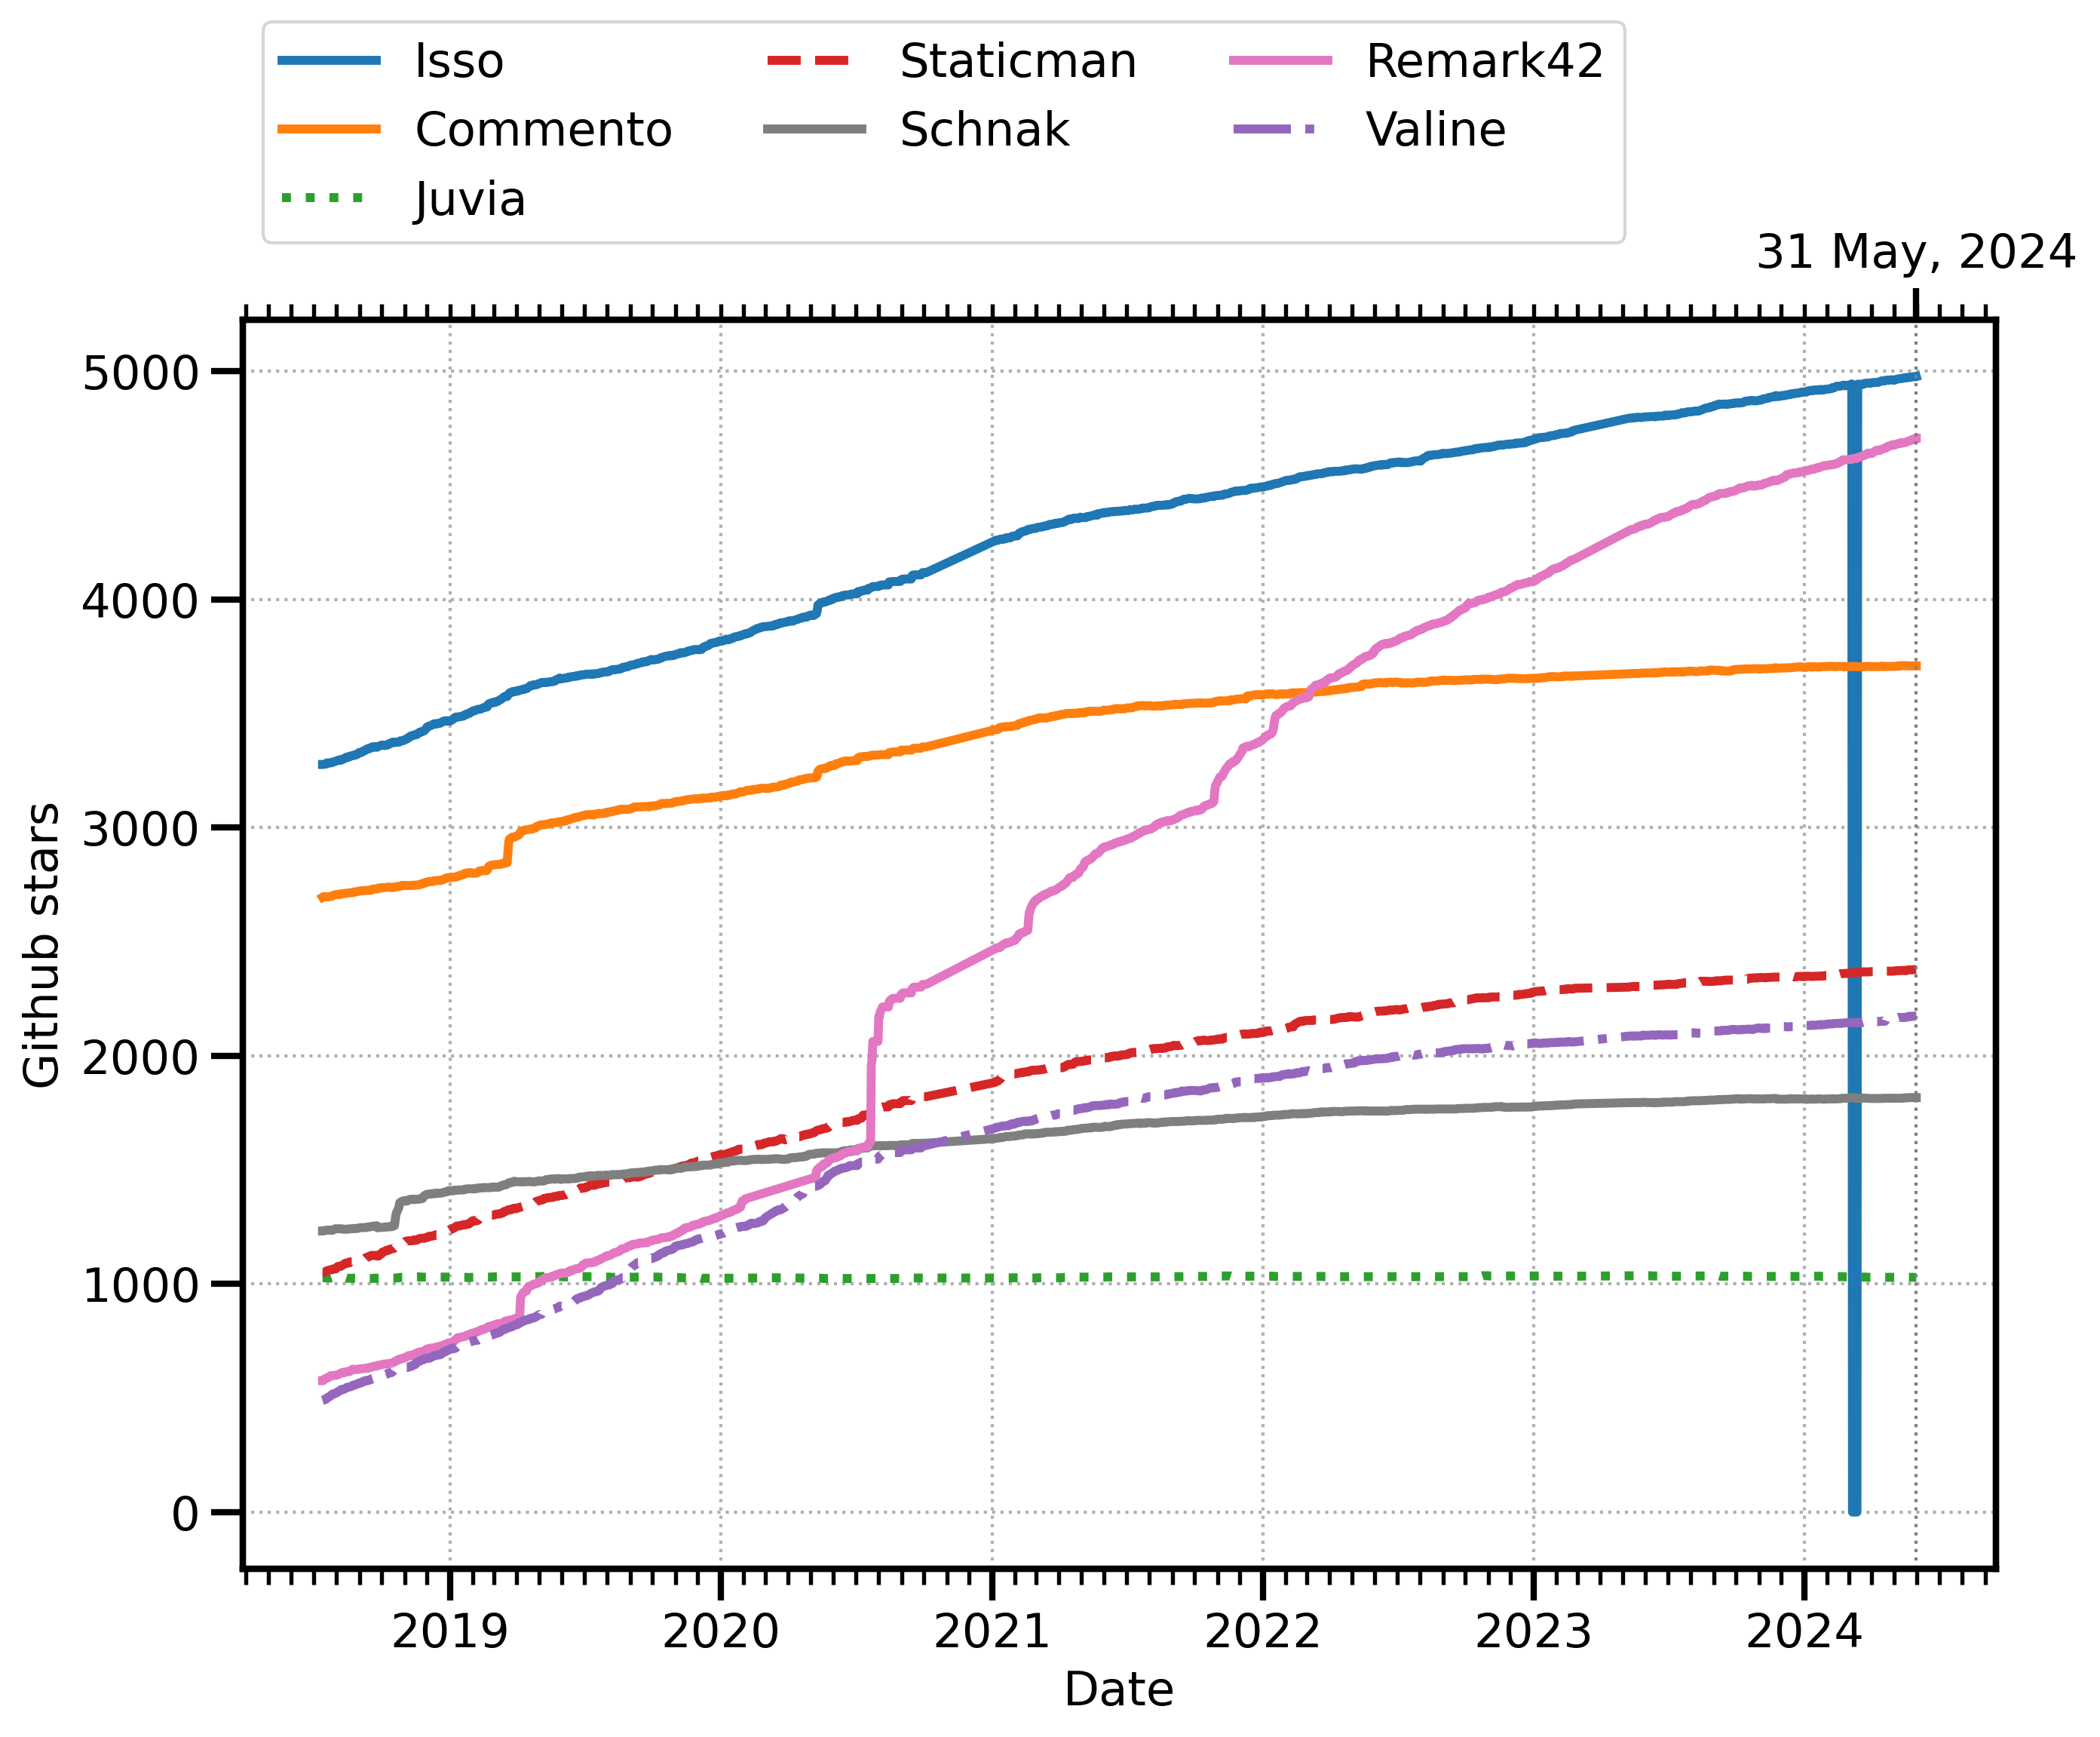 Isso
Commento
Juvia
Staticman
Schnak
Remark42
Valine
31 May, 2024
5000
4000
3000
2000
1000
0
Github stars
2019 2020 2021 2022 2023 2024
Date